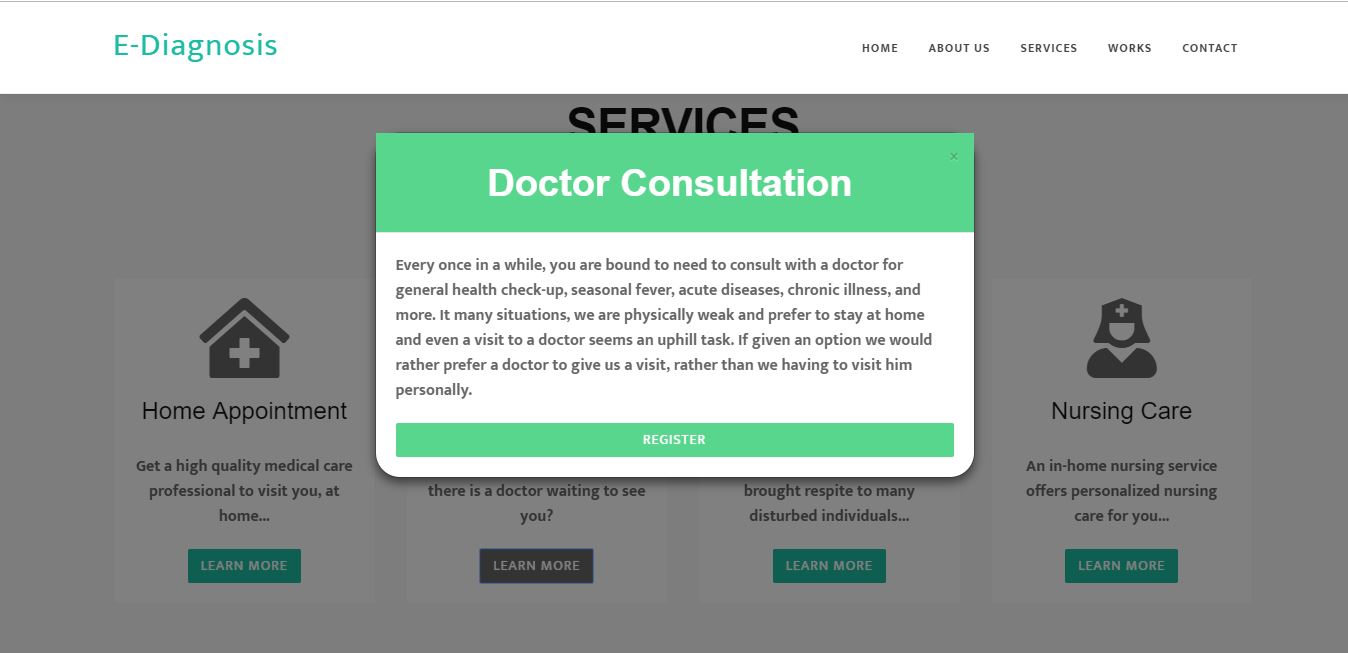 E-Diagnosis
HOME ABOUT US SERVICES WORKS CONTACT
SERVICES
×
Doctor Consultation
Every once in a while, you are bound to need to consult with a doctor for
general health check-up, seasonal fever, acute diseases, chronic illness, and
more. It many situations, we are physically weak and prefer to stay at home
and even a visit to a doctor seems an uphill task. If given an option we would
rather prefer a doctor to give us a visit, rather than we having to visit him
personally.
REGISTER
Home Appointment
Get a high quality medical care
professional to visit you, at
home...
LEARN MORE
there is a doctor waiting to see
you?
LEARN MORE
brought respite to many
disturbed individuals...
LEARN MORE
Nursing Care
An in-home nursing service
offers personalized nursing
care for you...
LEARN MORE